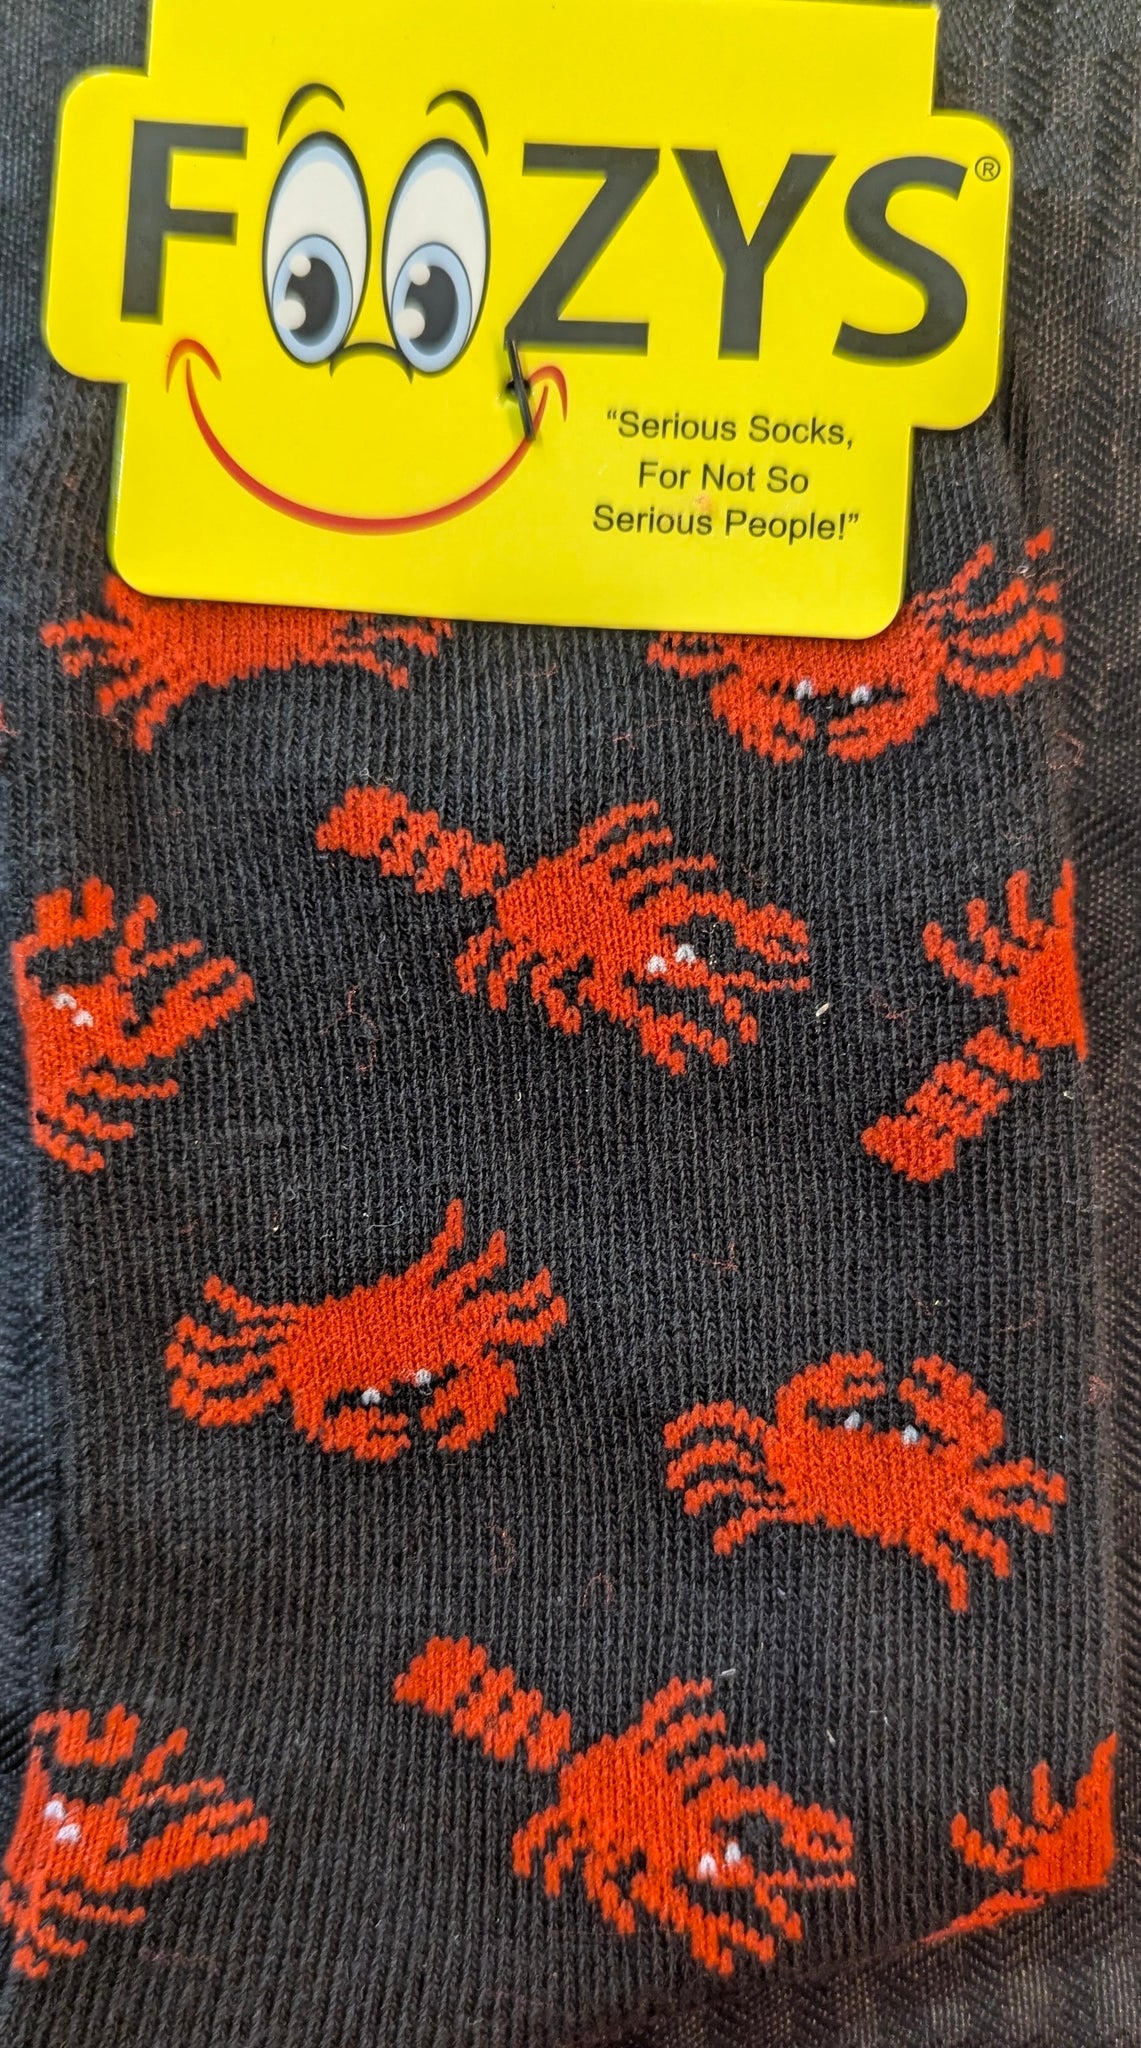 FOOZYS®
“Serious Socks,
For Not So
Serious People!”